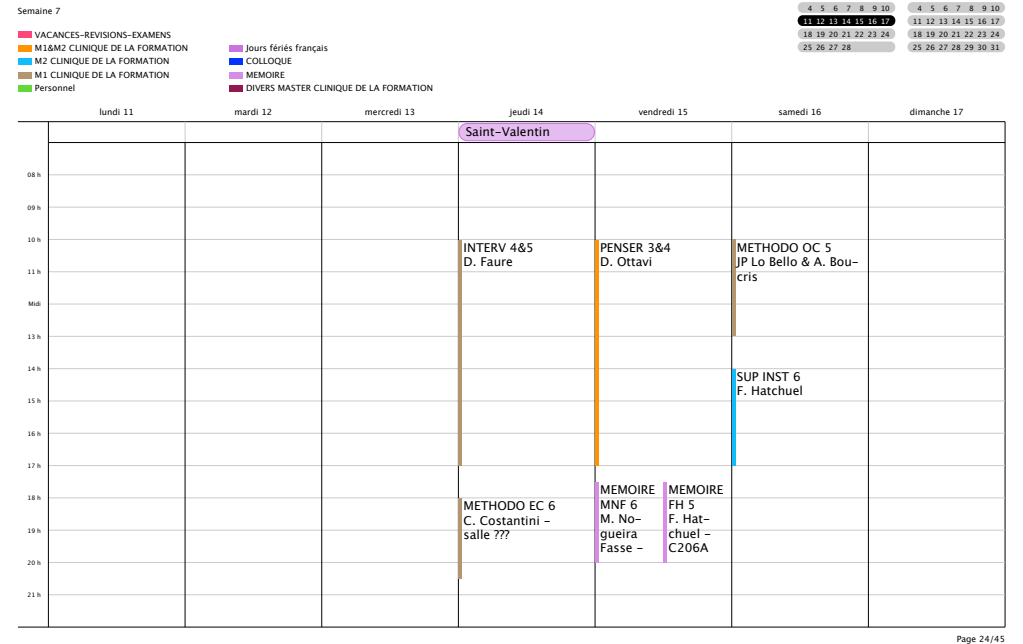 Semaine 7
4 5 6 7 8 9 10
11 12 13 14 15 16 17
18 19 20 21 22 23 24
25 26 27 28
4 5 6 7 8 9 10
11 12 13 14 15 16 17
18 19 20 21 22 23 24
25 26 27 28 29 30 31
VACANCES-REVISIONS-EXAMENS
M1&M2 CLINIQUE DE LA FORMATION
M2 CLINIQUE DE LA FORMATION
M1 CLINIQUE DE LA FORMATION
Personnel
Jours fériés français
COLLOQUE
MEMOIRE
DIVERS MASTER CLINIQUE DE LA FORMATION
lundi 11
mardi 12
mercredi 13
jeudi 14
vendredi 15
samedi 16
dimanche 17
Saint-Valentin
08 h
09 h
10 h
11 h
Midi
13 h
14 h
15 h
16 h
17 h
18 h
19 h
20 h
21 h
INTERV 4&5
D. Faure
METHODO EC 6
C. Costantini –
salle ???
PENSER 3&4
D. Ottavi
MEMOIRE
MNF 6
M. No-
gueira
Fasse –
MEMOIRE
FH 5
F. Hat-
chuel –
C206A
METHODO OC 5
JP Lo Bello & A. Bou-
cris
SUP INST 6
F. Hatchuel
Page 24/45